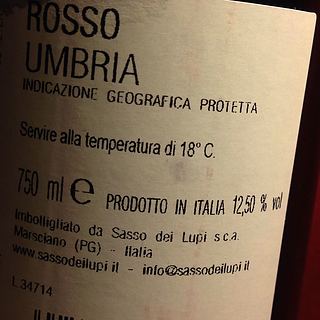 ROSSO
UMBRIA
INDICAZIONE GEOGRAFICA PROTETTA
Servire alla temperatura di 18° C.
750 ml e PRODOTTO IN ITALIA 12,50 % vol
Imbottigliato da Sasso dei Lupi s.c.a.
Marsciano (PG) - Italia
www.sassodeilupi.it - info@sassodeilupi.it
L 34714